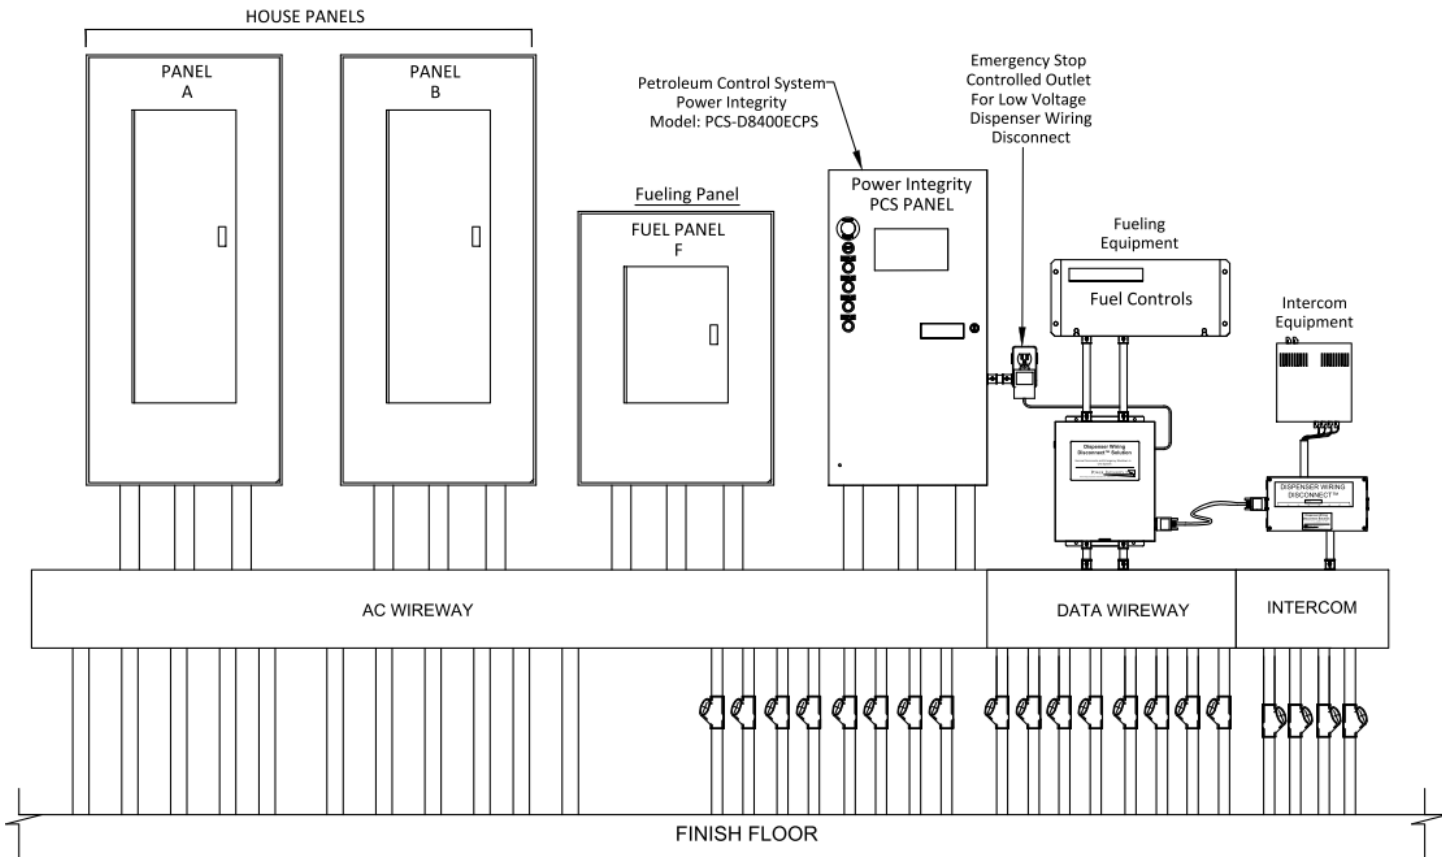 HOUSE PANELS
PANEL
A
PANEL
B
Petroleum Control System
Power Integrity
Model: PCS-D8400ECPS
Emergency Stop
Controlled Outlet
For Low Voltage
Dispenser Wiring
Disconnect
Fueling Panel
FUEL PANEL
F
Power Integrity
PCS PANEL
Fueling
Equipment
Fuel Controls
Intercom
Equipment
Dispenser Wiring
Disconnect™ Solution
DISPENSER WIRING
DISCONNECT™
AC WIREWAY
DATA WIREWAY
INTERCOM
FINISH FLOOR